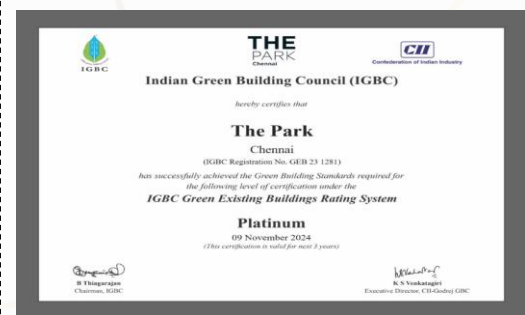 IGBC
THE
PARK
Chennai
CII
Confederation of Indian Industry
Indian Green Building Council (IGBC)
hereby certifies that
The Park
Chennai
(IGBC Registration No. GEB 23 1281)
has successfully achieved the Green Building Standards required for
the following level of certification under the
IGBC Green Existing Buildings Rating System
Platinum
09 November 2024
(This certification is valid for next 3 years)
B Thiagarajan
Chairman, IGBC
K S Venkatagiri
Executive Director, CII-Godrej GBC